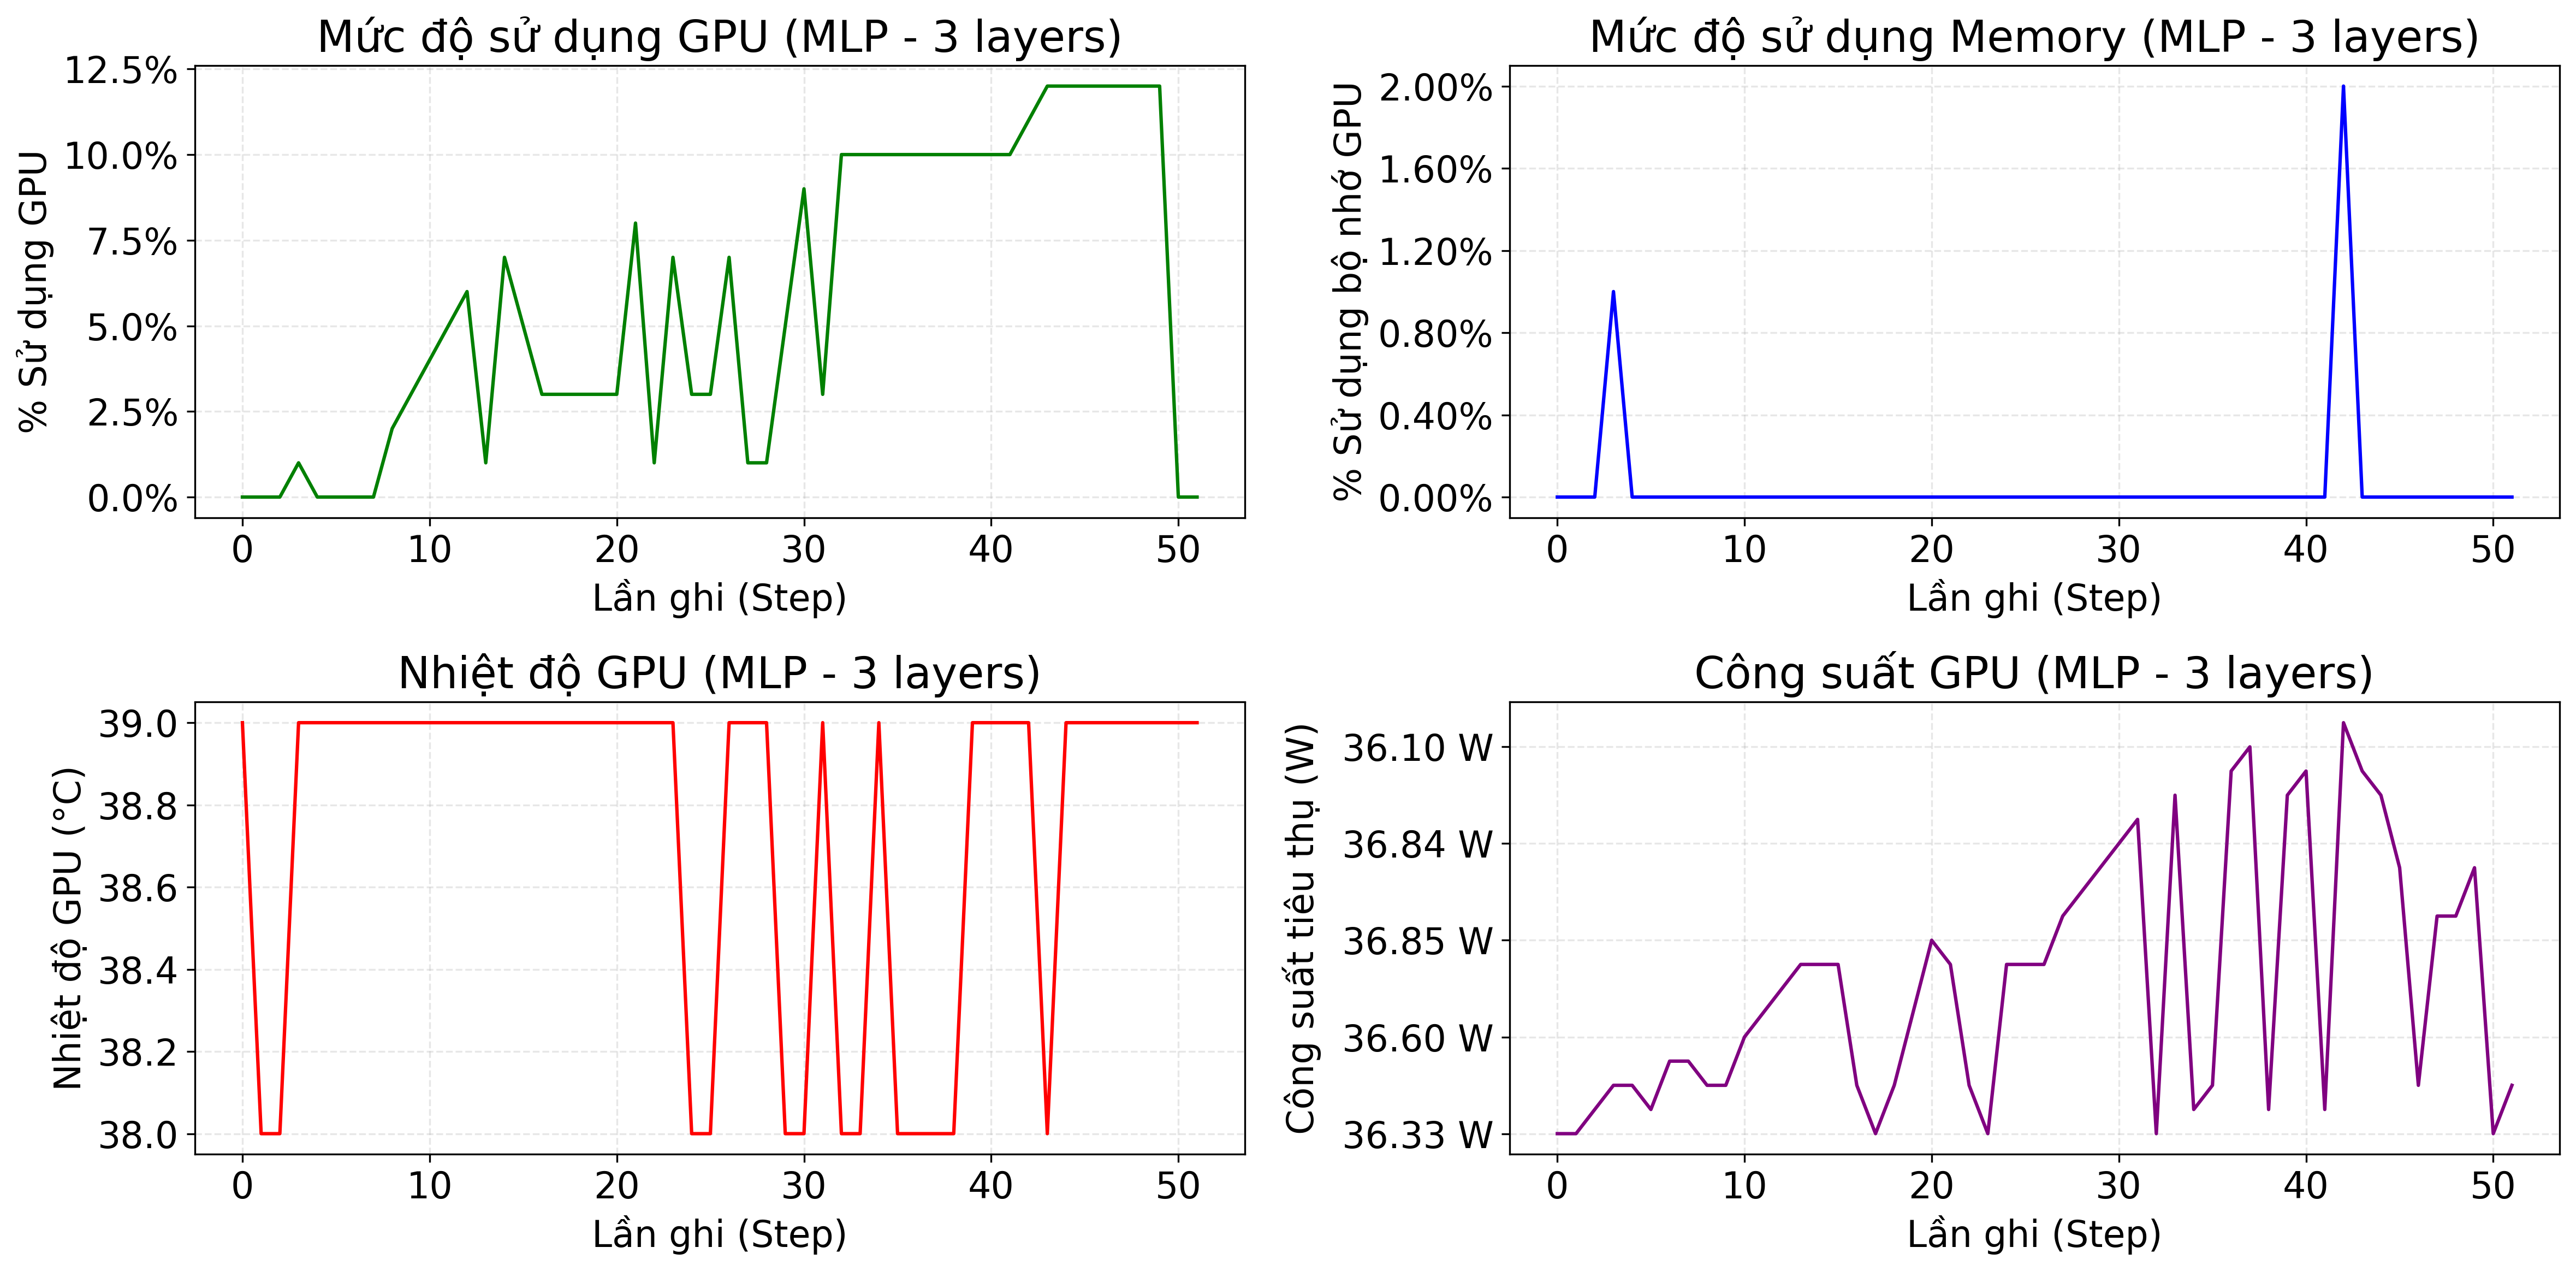 Mức độ sử dụng GPU (MLP - 3 layers)
% Sử dụng GPU
12.5%
10.0%
7.5%
5.0%
2.5%
0.0%
0 10 20 30 40 50
Lần ghi (Step)
Mức độ sử dụng Memory (MLP - 3 layers)
% Sử dụng bộ nhớ GPU
2.00%
1.60%
1.20%
0.80%
0.40%
0.00%
0 10 20 30 40 50
Lần ghi (Step)
Nhiệt độ GPU (MLP - 3 layers)
Nhiệt độ GPU (°C)
39.0
38.8
38.6
38.4
38.2
38.0
0 10 20 30 40 50
Lần ghi (Step)
Công suất GPU (MLP - 3 layers)
Công suất tiêu thụ (W)
36.10 W
36.84 W
36.85 W
36.60 W
36.33 W
0 10 20 30 40 50
Lần ghi (Step)